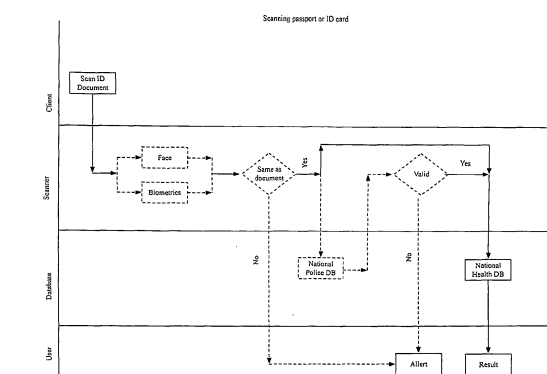 Scanning passport or ID card
Client
Scan ID
Document
Scanner
Face
Biometrics
Same as
document
Yes
Valid
Yes
Database
No
National
Police DB
No
National
Health DB
User
Allert
Result